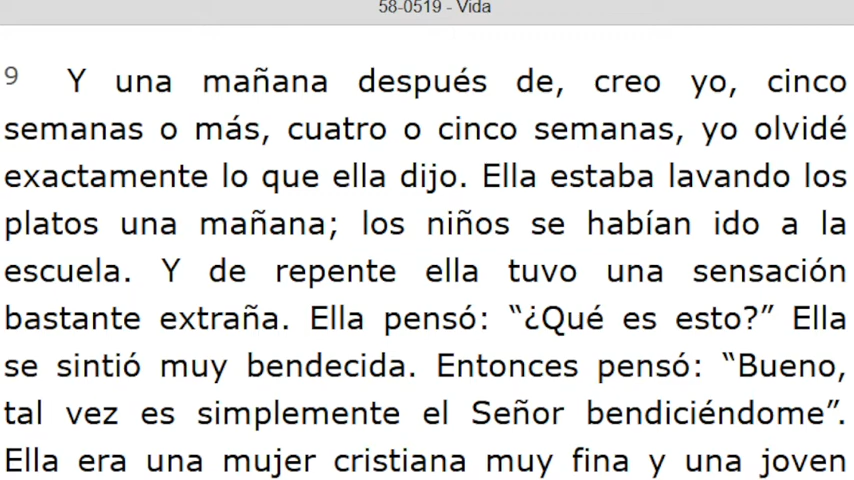 58-0519 - Vida
9 Y una mañana después de, creo yo, cinco
semanas o más, cuatro o cinco semanas, yo olvidé
exactamente lo que ella dijo. Ella estaba lavando los
platos una mañana; los niños se habían ido a la
escuela. Y de repente ella tuvo una sensación
bastante extraña. Ella pensó: “¿Qué es esto?” Ella
se sintió muy bendecida. Entonces pensó: “Bueno,
tal vez es simplemente el Señor bendiciéndome”.
Ella era una mujer cristiana muy fina y una joven